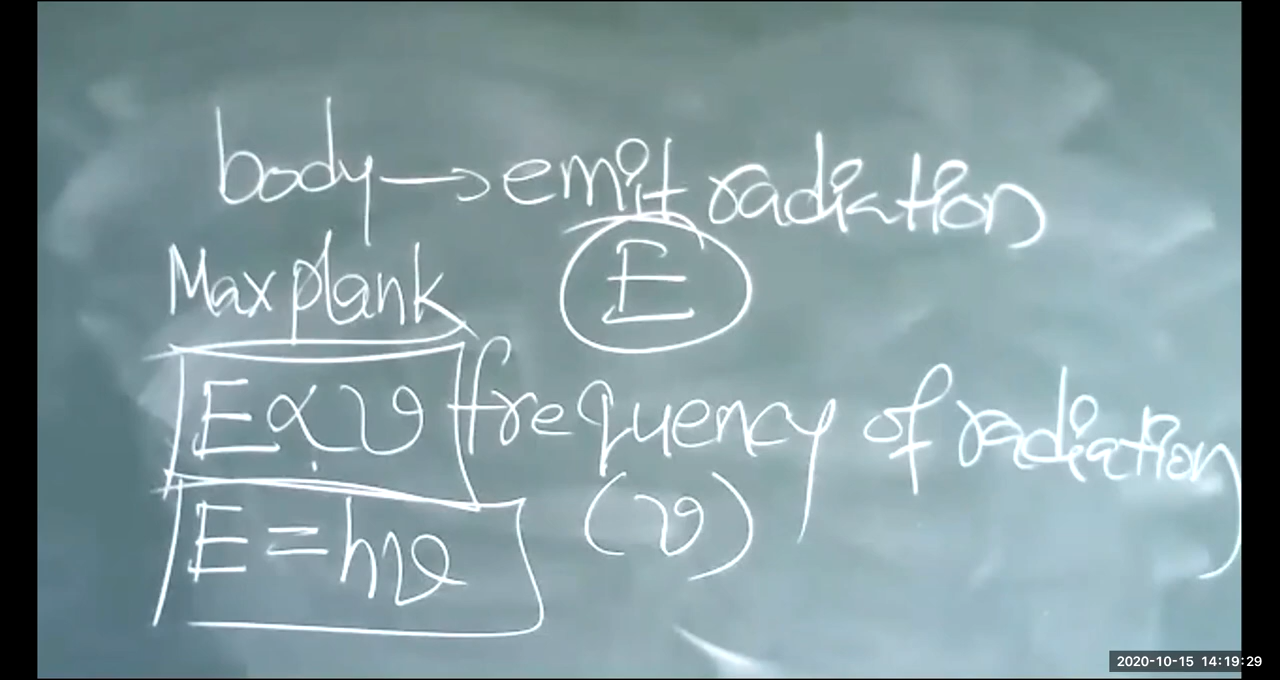 body → emit radiation
Max plank
E
E ∝ ν frequency of radiation
(ν)
E = hν
2020-10-15 14:19:29